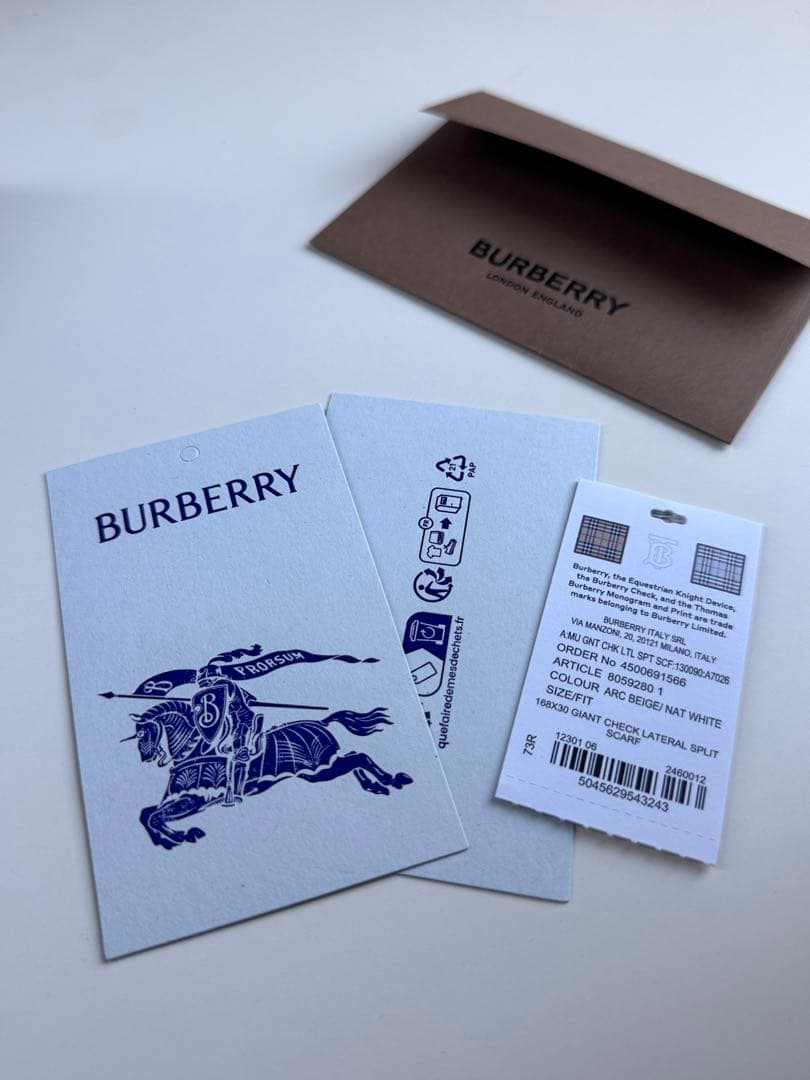 BURBERRY
LONDON ENGLAND
BURBERRY
PRORSUM
B
21
PAP
FR
quefairedemesdechets.fr
Burberry, the Equestrian Knight Device,
the Burberry Check, and the Thomas
Burberry Monogram and Print are trade
marks belonging to Burberry Limited.
BURBERRY ITALY SRL
VIA MANZONI, 20, 20121 MILANO, ITALY
A:MU GNT CHK LTL SPT SCF:130090:A7026
ORDER No 4500691566
ARTICLE 8059280 1
COLOUR ARC BEIGE/ NAT WHITE
SIZE/FIT
168X30 GIANT CHECK LATERAL SPLIT
SCARF
73R
12301 06 2460012
5045629543243